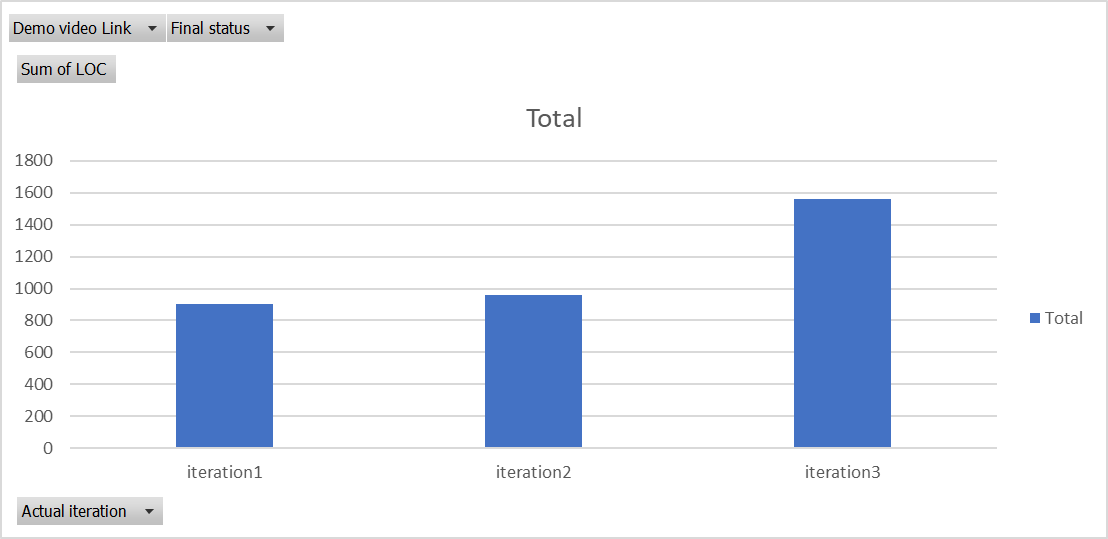 Demo video Link Final status
Sum of LOC
Total
1800
1600
1400
1200
1000
800
600
400
200
0
Total
iteration1 iteration2 iteration3
Actual iteration